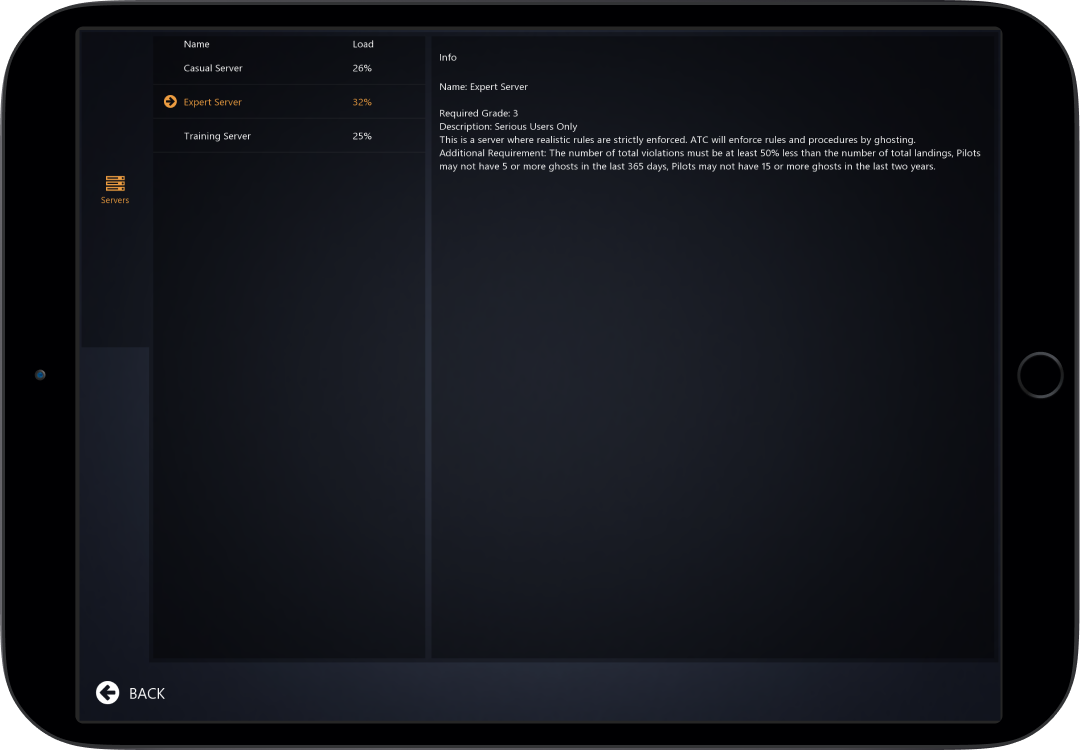 Name Load
Casual Server 26%
Expert Server 32%
Training Server 25%
Servers
Info
Name: Expert Server
Required Grade: 3
Description: Serious Users Only
This is a server where realistic rules are strictly enforced. ATC will enforce rules and procedures by ghosting.
Additional Requirement: The number of total violations must be at least 50% less than the number of total landings, Pilots
may not have 5 or more ghosts in the last 365 days, Pilots may not have 15 or more ghosts in the last two years.
BACK